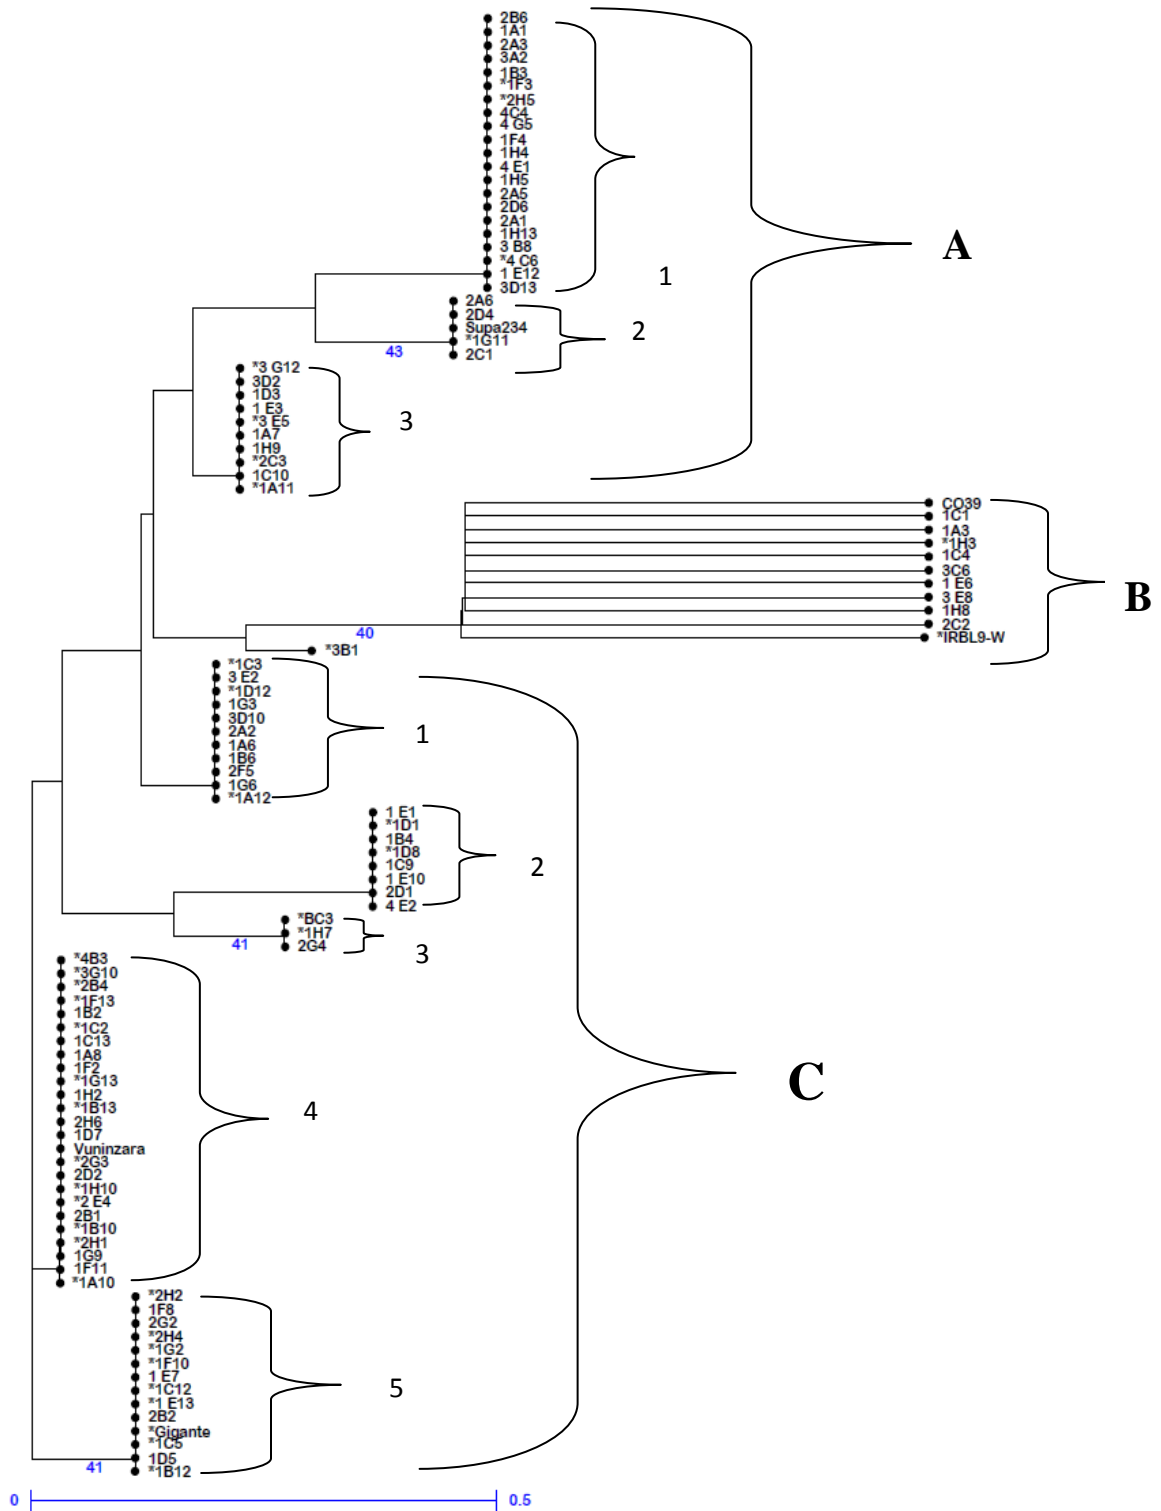 2B6
1A1
2A3
3A2
1B3
*1F3
*2H5
4C4
4 G5
1F4
1H4
4 E1
1H5
2A5
2D6
2A1
1H13
3 B8
*4 C6
1 E12
3D13
1
A
2A6
2D4
Supa234
*1G11
2C1
2
43
*3 G12
3D2
1D3
1 E3
*3 E5
1A7
1H9
*2C3
1C10
*1A11
3
CO39
1C1
1A3
*1H3
1C4
3C6
1 E6
3 E8
1H8
2C2
*IRBL9-W
B
40
*3B1
*1C3
3 E2
*1D12
1G3
3D10
2A2
1A6
1B6
2F5
1G6
*1A12
1
1 E1
*1D1
1B4
*1D8
1C9
1 E10
2D1
4 E2
2
*BC3
*1H7
2G4
41
3
*4B3
*3G10
*2B4
*1F13
1B2
*1C2
1C13
1A8
1F2
*1G13
1H2
*1B13
2H6
1D7
Vuninzara
*2G3
2D2
*1H10
*2 E4
2B1
*1B10
*2H1
1G9
1F11
*1A10
4
C
*2H2
1F8
2G2
*2H4
*1G2
*1F10
1 E7
*1C12
*1 E13
2B2
*Gigante
*1C5
1D5
*1B12
5
41
0 0.5